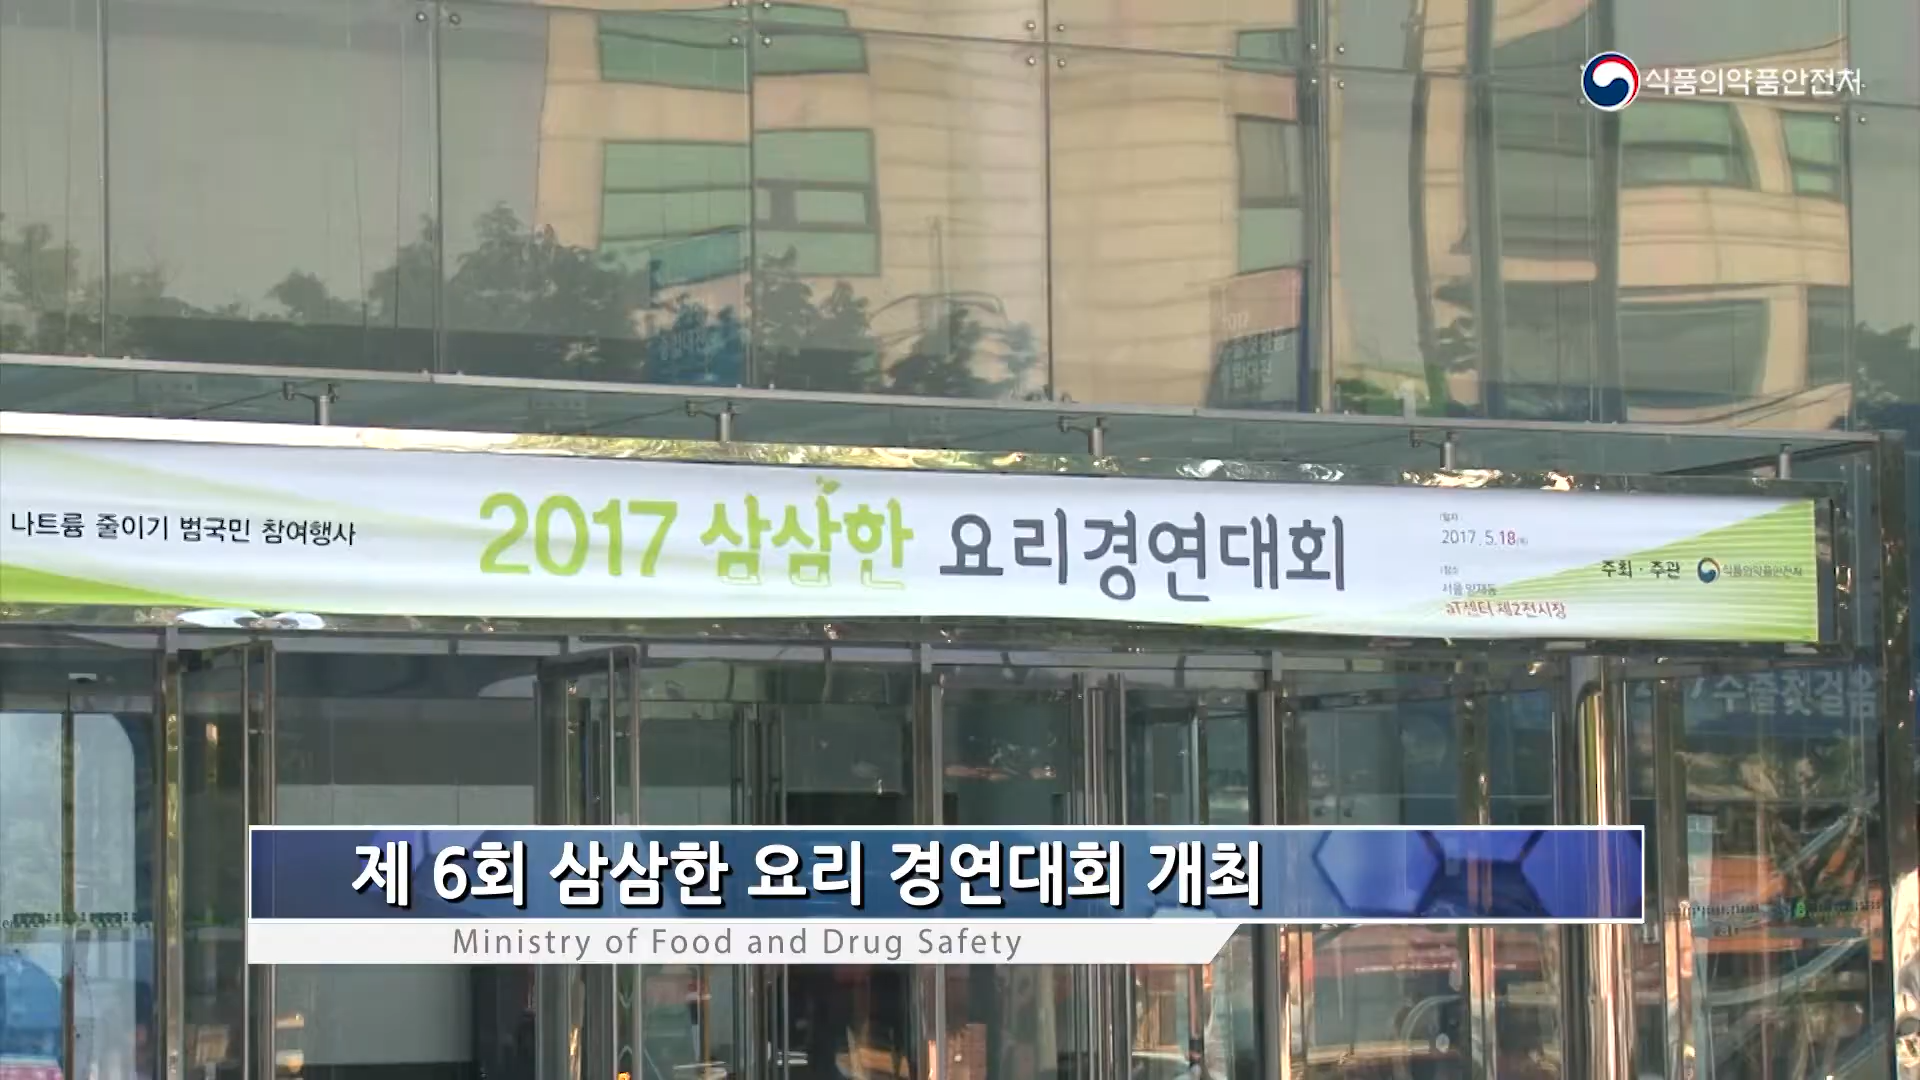 식품의약품안전처
나트륨 줄이기 범국민 참여행사
2017 삼삼한 요리경연대회
일자
2017. 5. 18
장소
서울 양재동
aT센터 제2전시장
주최 · 주관 식품의약품안전처
2017 수출첫걸음
제 6회 삼삼한 요리 경연대회 개최
Ministry of Food and Drug Safety